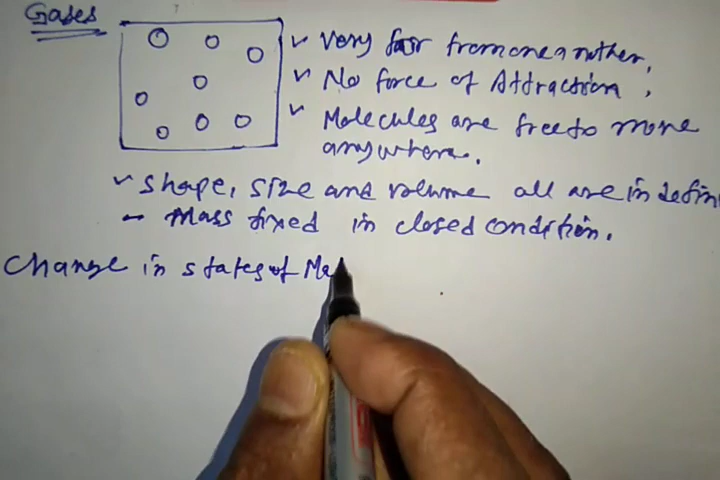 Gases
Very far from one another,
No force of Attraction,
Molecules are free to move
anywhere.
Shape, size and volume all are indefin
Mass fixed in closed condition.
Change in states of Ma